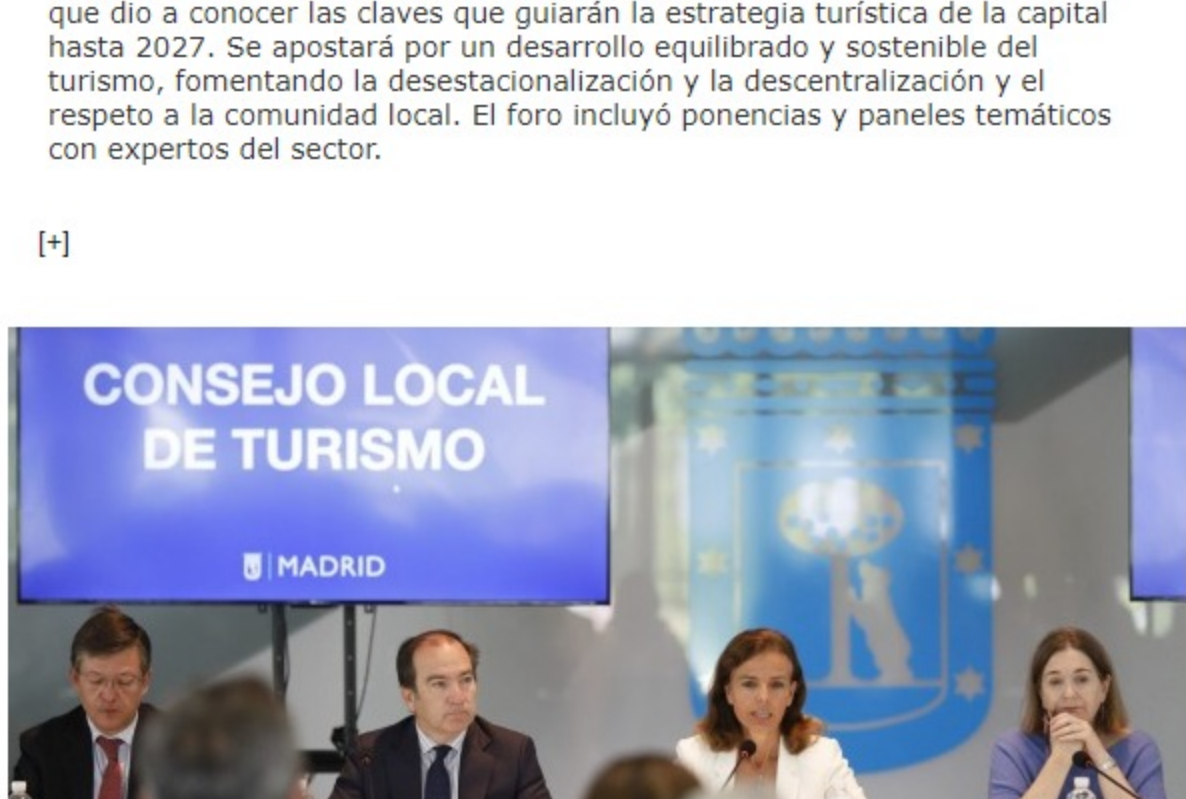 que dio a conocer las claves que guiarán la estrategia turística de la capital
hasta 2027. Se apostará por un desarrollo equilibrado y sostenible del
turismo, fomentando la desestacionalización y la descentralización y el
respeto a la comunidad local. El foro incluyó ponencias y paneles temáticos
con expertos del sector.
[+]
CONSEJO LOCAL
DE TURISMO
MADRID